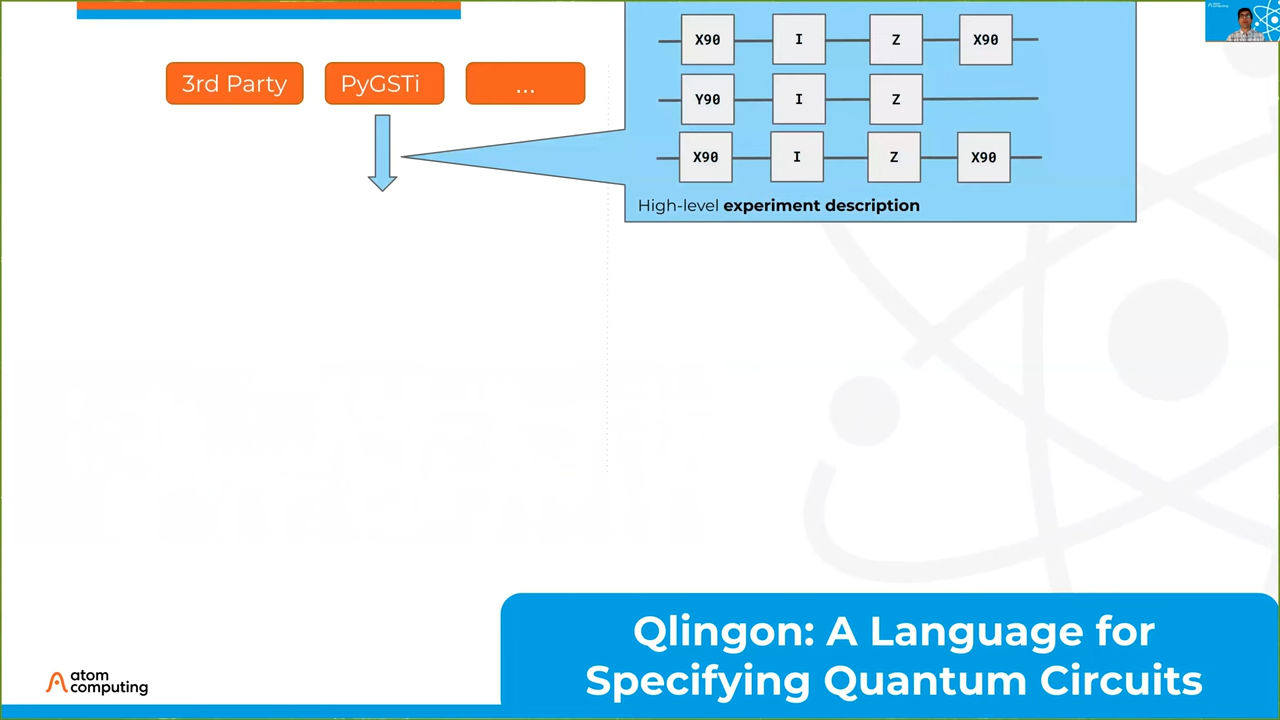 3rd Party
PyGSTi
...
X90 I Z X90
Y90 I Z
X90 I Z X90
High-level experiment description
Qlingon: A Language for
Specifying Quantum Circuits
atom
computing